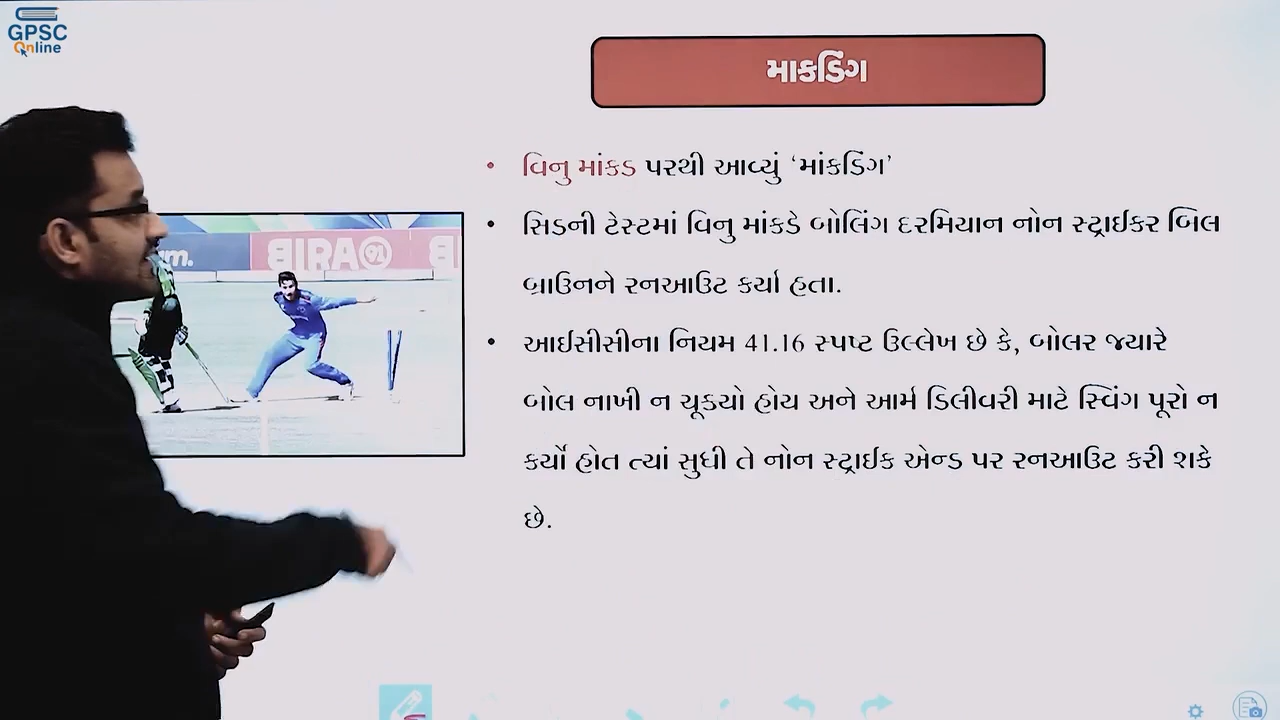 GPSC
Online
માકડિંગ
• વિનુ માંકડ પરથી આવ્યું ‘માંકડિંગ’
• સિડની ટેસ્ટમાં વિનુ માંકડે બોલિંગ દરમિયાન નોન સ્ટ્રાઈકર બિલ
બ્રાઉનને રનઆઉટ કર્યા હતા.
• આઈસીસીના નિયમ 41.16 સ્પષ્ટ ઉલ્લેખ છે કે, બોલર જ્યારે
બોલ નાખી ન ચૂકયો હોય અને આર્મ ડિલીવરી માટે સ્વિંગ પૂરો ન
કર્યો હોત ત્યાં સુધી તે નોન સ્ટ્રાઈક એન્ડ પર રનઆઉટ કરી શકે
છે.
m.
BIRA 91
B